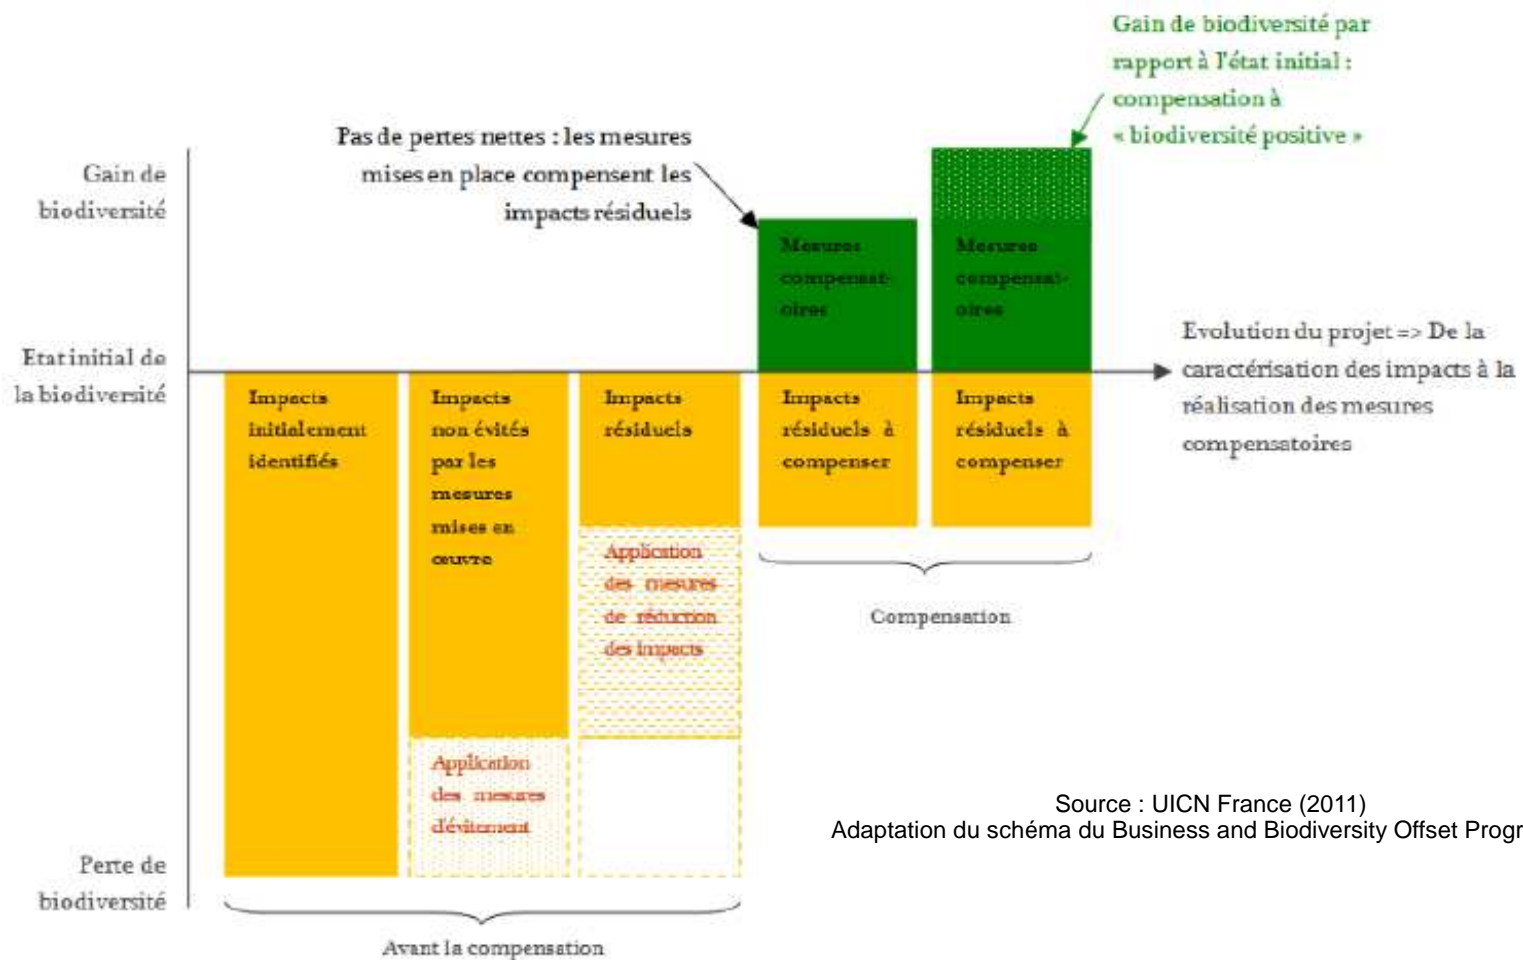 Gain de biodiversité par
rapport à l'état initial :
compensation à
« biodiversité positive »
Pas de pertes nettes : les mesures
mises en place compensent les
impacts résiduels
Gain de
biodiversité
Mesures
compensat-
oires
Mesures
compensat-
oires
Etat initial de
la biodiversité
Evolution du projet => De la
caractérisation des impacts à la
réalisation des mesures
compensatoires
Impacts
initialement
identifiés
Impacts
non évités
par les
mesures
mises en
œuvre
Impacts
résiduels
Impacts
résiduels à
compenser
Impacts
résiduels à
compenser
Application
des mesures
de réduction
des impacts
Compensation
Application
des mesures
d'évitement
Source : UICN France (2011)
Adaptation du schéma du Business and Biodiversity Offset Progr
Perte de
biodiversité
Avant la compensation